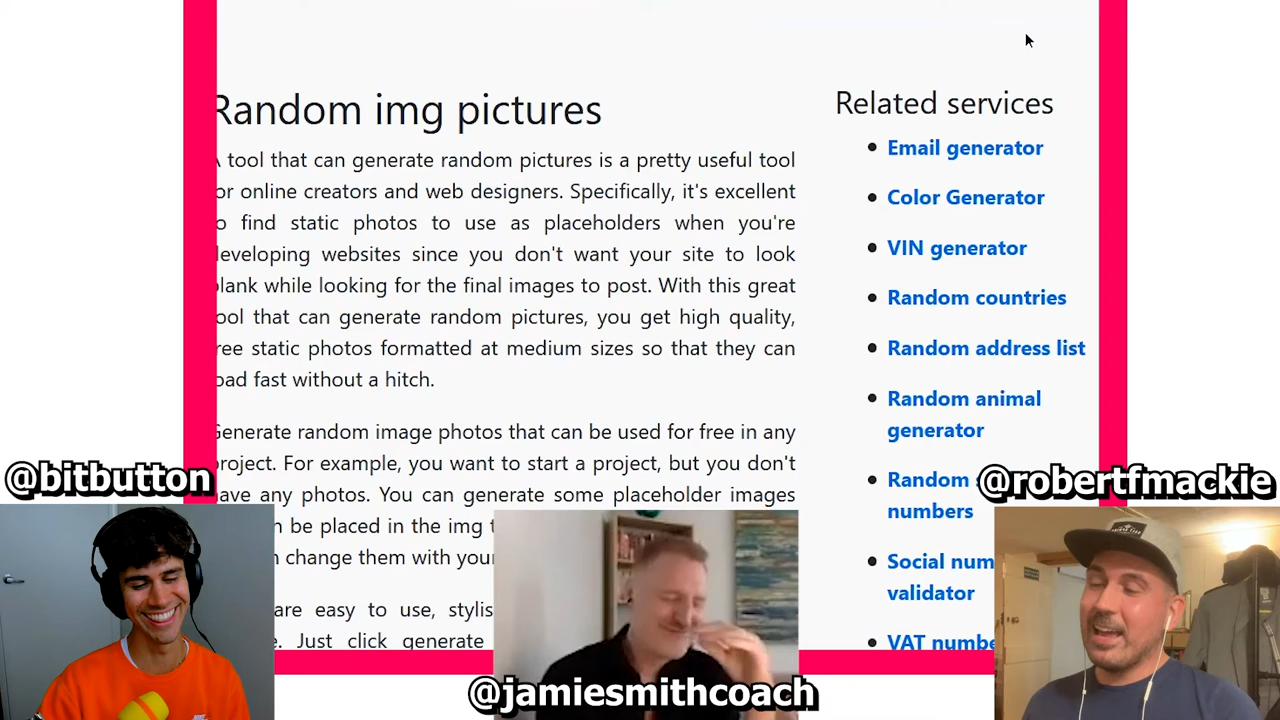 Random img pictures
A tool that can generate random pictures is a pretty useful tool
or online creators and web designers. Specifically, it's excellent
o find static photos to use as placeholders when you're
developing websites since you don't want your site to look
blank while looking for the final images to post. With this great
ool that can generate random pictures, you get high quality,
ree static photos formatted at medium sizes so that they can
oad fast without a hitch.
Generate random image photos that can be used for free in any
project. For example, you want to start a project, but you don't
have any photos. You can generate some placeholder images
n be placed in the img t
n change them with your
are easy to use, stylis
e. Just click generate
Related services
Email generator
Color Generator
VIN generator
Random countries
Random address list
Random animal
generator
Random s
numbers
Social num
validator
VAT numbe
@bitbutton
@jamiesmithcoach
@robertfmackie